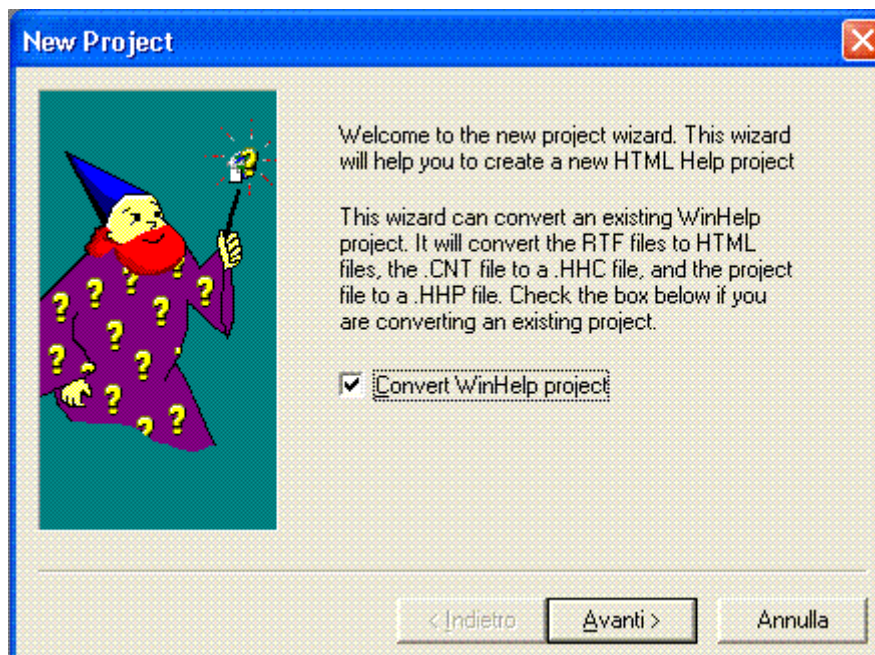 New Project
Welcome to the new project wizard. This wizard
will help you to create a new HTML Help project
This wizard can convert an existing WinHelp
project. It will convert the RTF files to HTML
files, the .CNT file to a .HHC file, and the project
file to a .HHP file. Check the box below if you
are converting an existing project.
Convert WinHelp project
< Indietro
Avanti >
Annulla